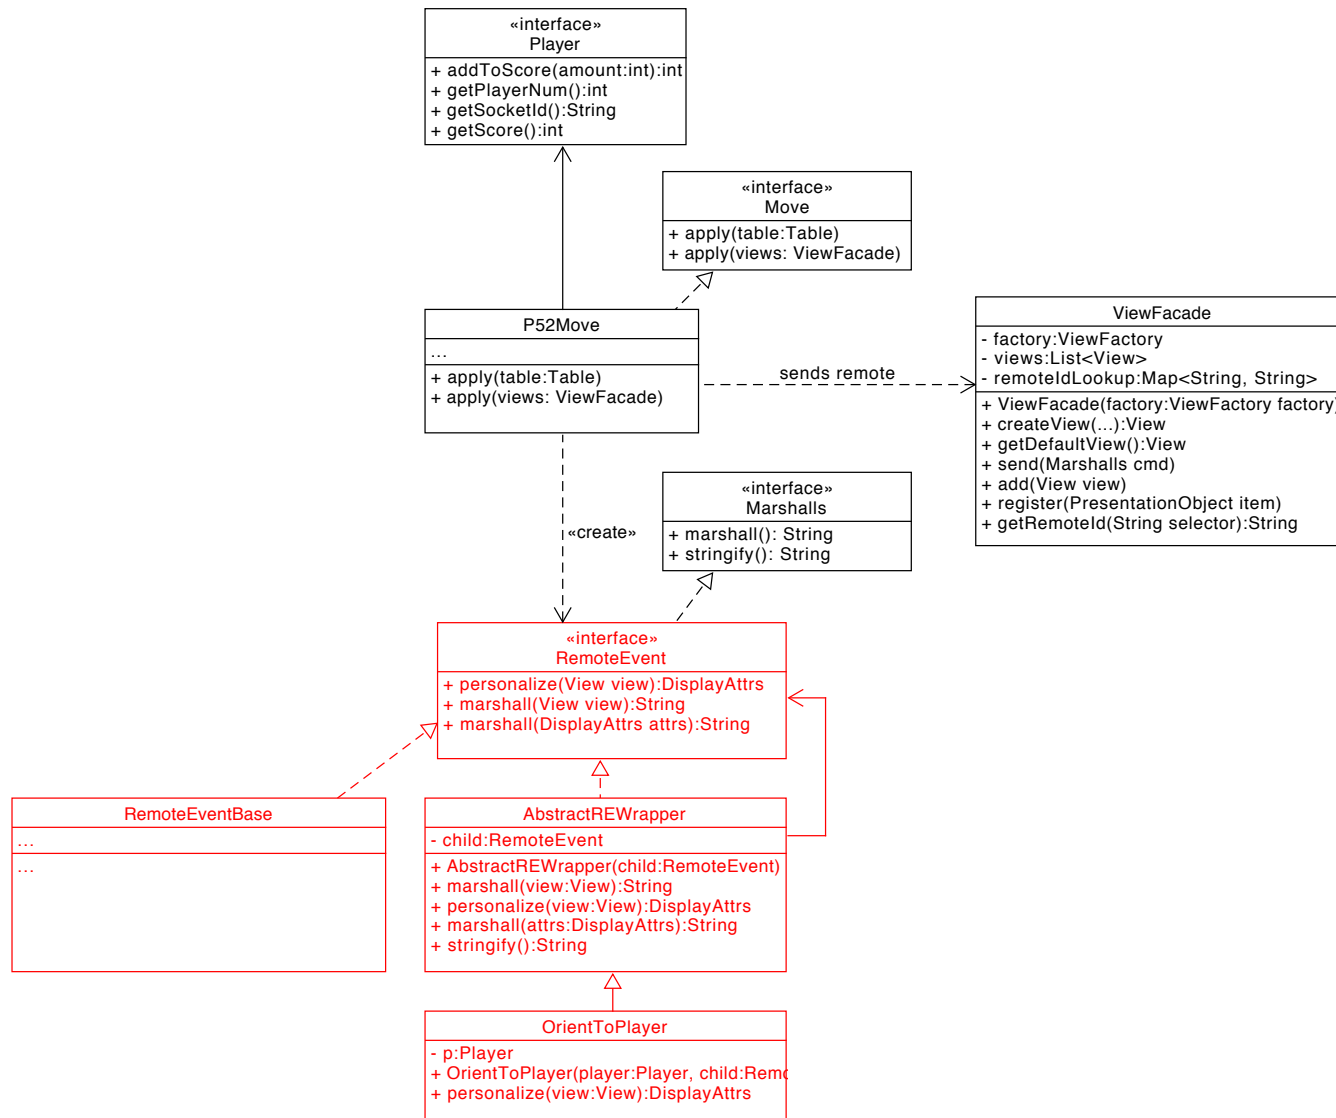 «interface»
Player
+ addToScore(amount:int):int
+ getPlayerNum():int
+ getSocketId():String
+ getScore():int
«interface»
Move
+ apply(table:Table)
+ apply(views: ViewFacade)
P52Move
...
+ apply(table:Table)
+ apply(views: ViewFacade)
sends remote
ViewFacade
- factory:ViewFactory
- views:List<View>
- remoteIdLookup:Map<String, String>
+ ViewFacade(factory:ViewFactory factory)
+ createView(...):View
+ getDefaultView():View
+ send(Marshalls cmd)
+ add(View view)
+ register(PresentationObject item)
+ getRemoteId(String selector):String
«interface»
Marshalls
+ marshall(): String
+ stringify(): String
«create»
«interface»
RemoteEvent
+ personalize(View view):DisplayAttrs
+ marshall(View view):String
+ marshall(DisplayAttrs attrs):String
RemoteEventBase
...
...
AbstractREWrapper
- child:RemoteEvent
+ AbstractREWrapper(child:RemoteEvent)
+ marshall(view:View):String
+ personalize(view:View):DisplayAttrs
+ marshall(attrs:DisplayAttrs):String
+ stringify():String
OrientToPlayer
- p:Player
+ OrientToPlayer(player:Player, child:Remo
+ personalize(view:View):DisplayAttrs